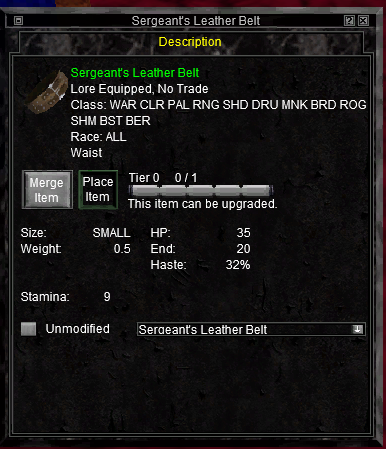 Sergeant's Leather Belt
Description
Sergeant's Leather Belt
Lore Equipped, No Trade
Class: WAR CLR PAL RNG SHD DRU MNK BRD ROG
SHM BST BER
Race: ALL
Waist
Merge Item
Place Item
Tier 0 0 / 1
This item can be upgraded.
Size: SMALL HP: 35
Weight: 0.5 End: 20
Haste: 32%
Stamina: 9
Unmodified Sergeant's Leather Belt